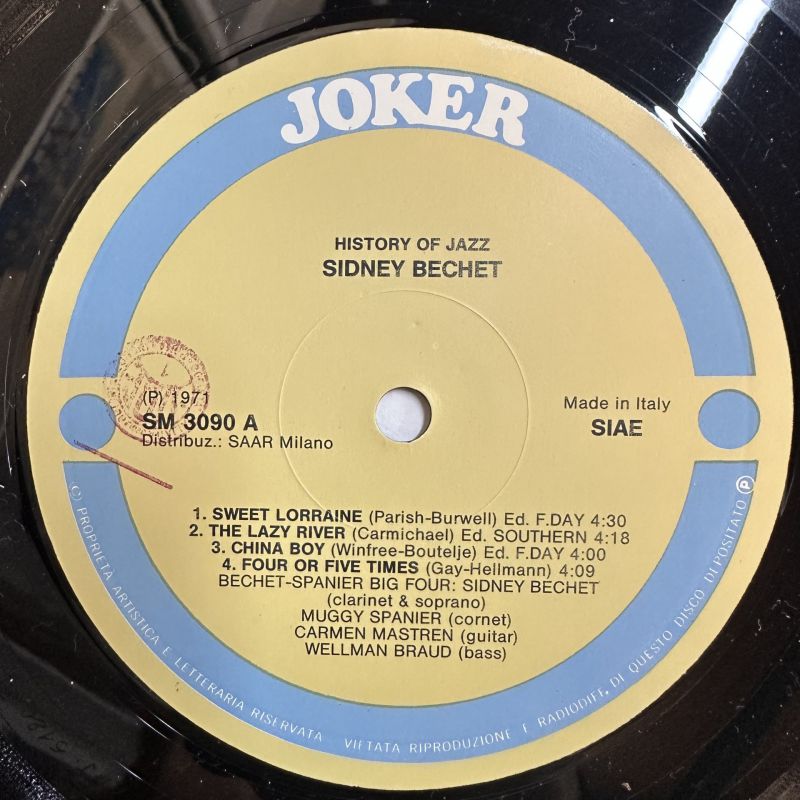 JOKER
HISTORY OF JAZZ
SIDNEY BECHET
(P) 1971
SM 3090 A
Distribuz.: SAAR Milano
Made in Italy
SIAE
1. SWEET LORRAINE (Parish-Burwell) Ed. F.DAY 4:30
2. THE LAZY RIVER (Carmichael) Ed. SOUTHERN 4:18
3. CHINA BOY (Winfree-Boutelje) Ed. F.DAY 4:00
4. FOUR OR FIVE TIMES (Gay-Hellmann) 4:09
BECHET-SPANIER BIG FOUR: SIDNEY BECHET
(clarinet & soprano)
MUGGY SPANIER (cornet)
CARMEN MASTREN (guitar)
WELLMAN BRAUD (bass)
© PROPRIETÀ ARTISTICA E LETTERARIA RISERVATA VIETATA RIPRODUZIONE E RADIODIFF. DI QUESTO DISCO DEPOSITATO ℗